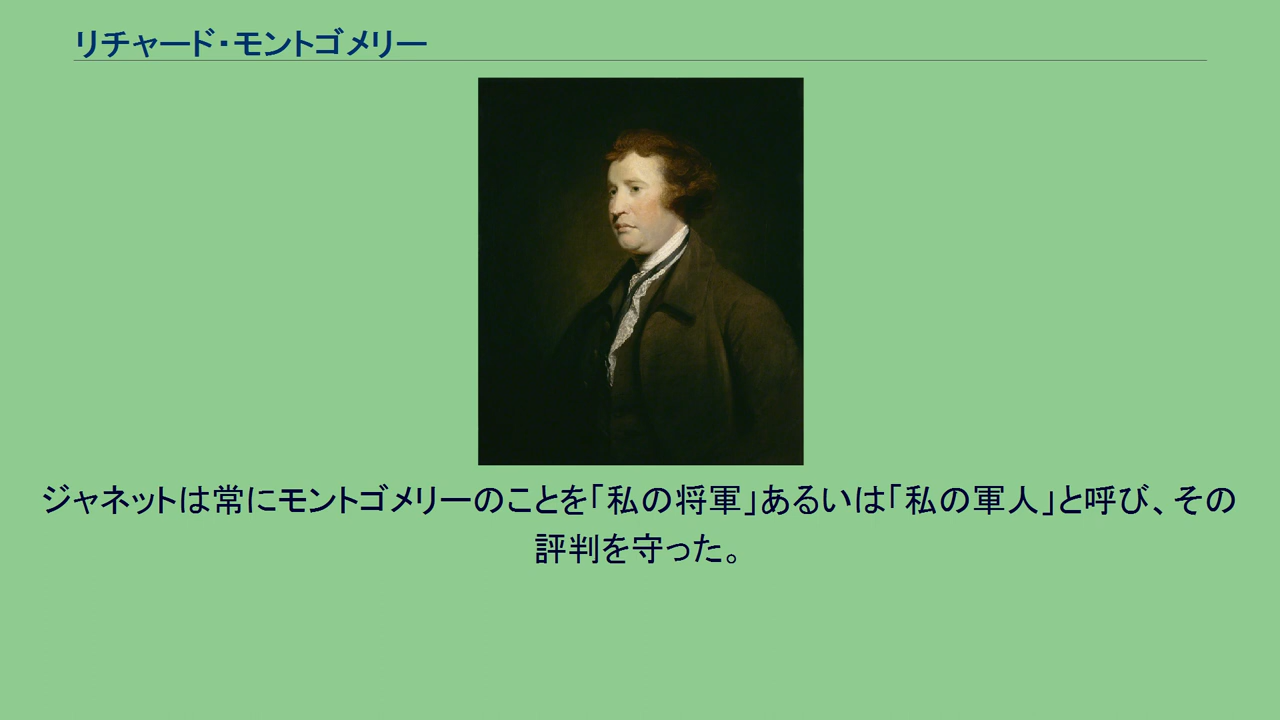 リチャード・モントゴメリー
ジャネットは常にモントゴメリーのことを「私の将軍」あるいは「私の軍人」と呼び、その
評判を守った。